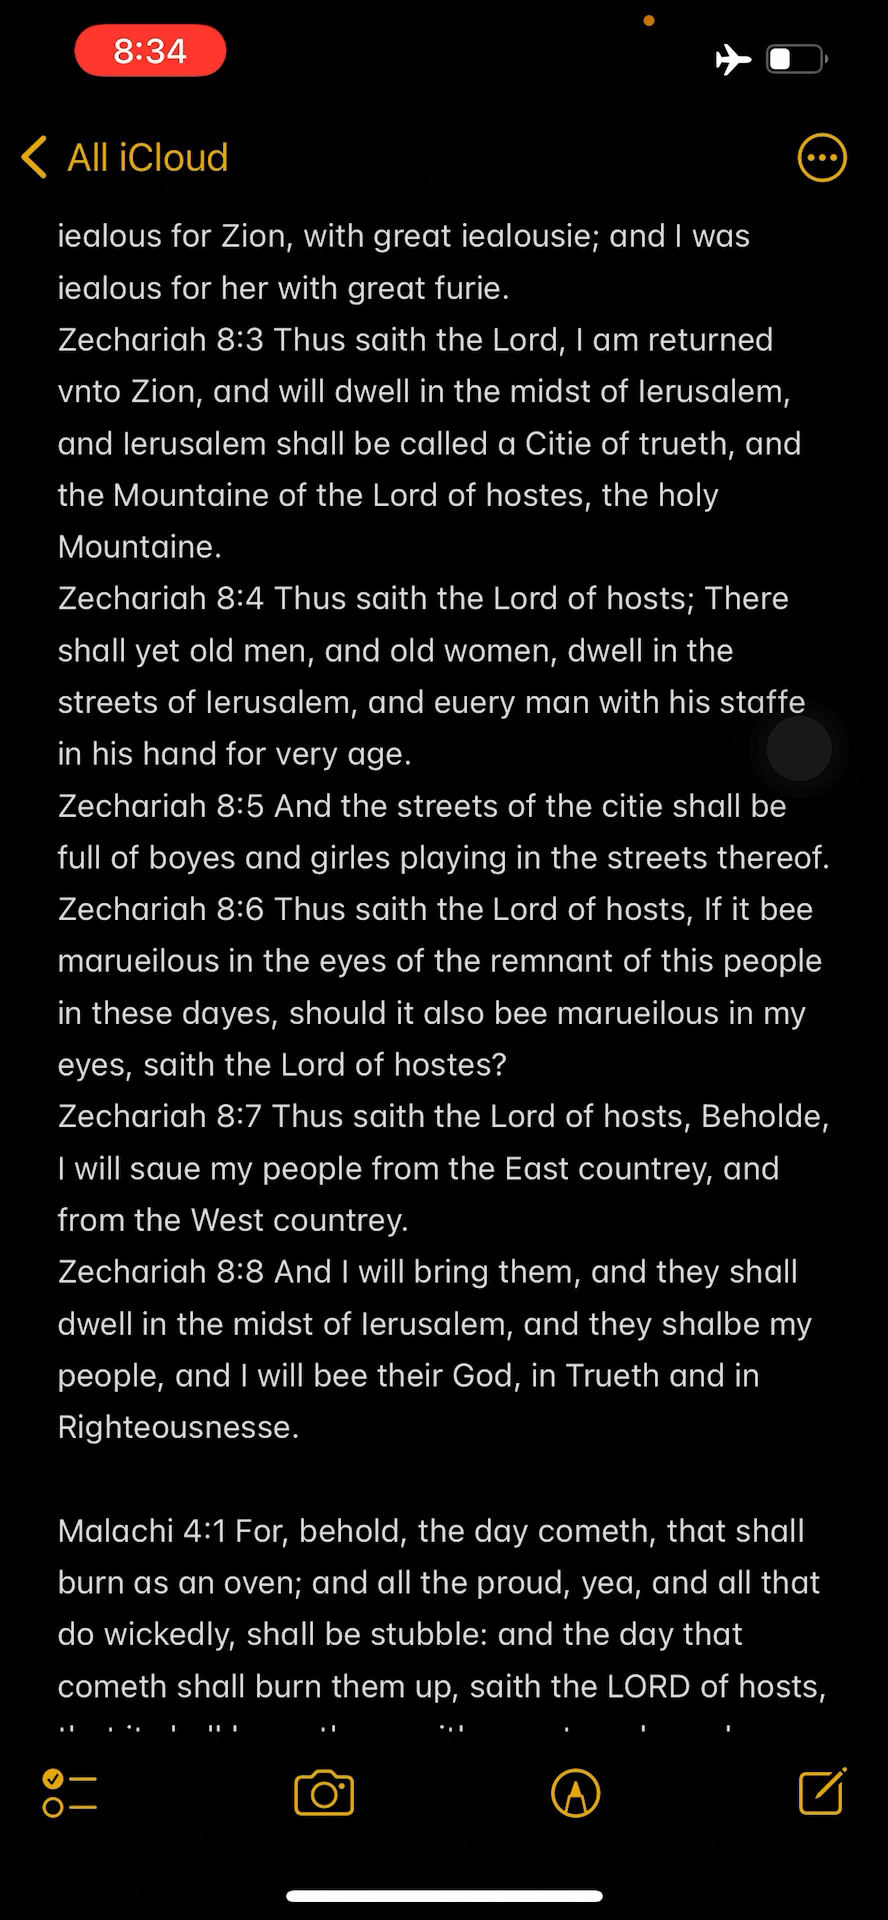 8:34
All iCloud
iealous for Zion, with great iealousie; and I was
iealous for her with great furie.
Zechariah 8:3 Thus saith the Lord, I am returned
vnto Zion, and will dwell in the midst of Ierusalem,
and Ierusalem shall be called a Citie of trueth, and
the Mountaine of the Lord of hostes, the holy
Mountaine.
Zechariah 8:4 Thus saith the Lord of hosts; There
shall yet old men, and old women, dwell in the
streets of Ierusalem, and euery man with his staffe
in his hand for very age.
Zechariah 8:5 And the streets of the citie shall be
full of boyes and girles playing in the streets thereof.
Zechariah 8:6 Thus saith the Lord of hosts, If it bee
marueilous in the eyes of the remnant of this people
in these dayes, should it also bee marueilous in my
eyes, saith the Lord of hostes?
Zechariah 8:7 Thus saith the Lord of hosts, Beholde,
I will saue my people from the East countrey, and
from the West countrey.
Zechariah 8:8 And I will bring them, and they shall
dwell in the midst of Ierusalem, and they shalbe my
people, and I will bee their God, in Trueth and in
Righteousnesse.
Malachi 4:1 For, behold, the day cometh, that shall
burn as an oven; and all the proud, yea, and all that
do wickedly, shall be stubble: and the day that
cometh shall burn them up, saith the LORD of hosts,